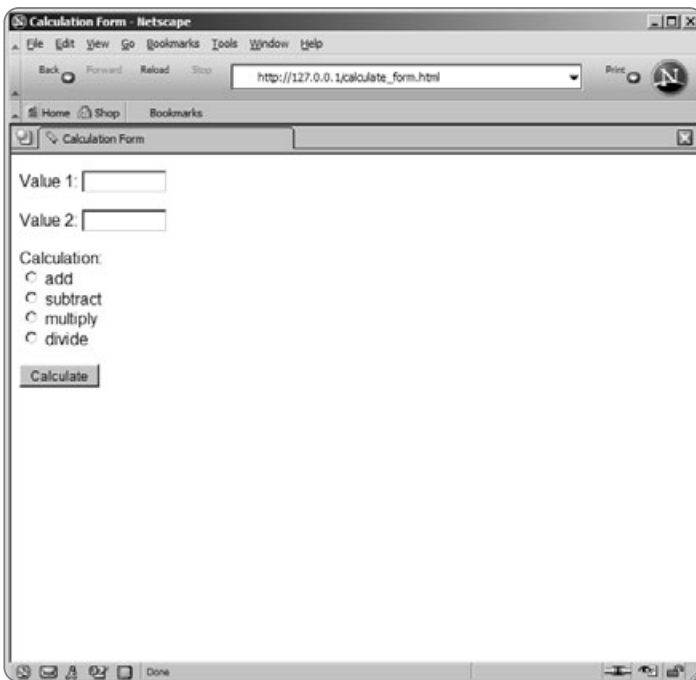 Calculation Form - Netscape
File Edit View Go Bookmarks Tools Window Help
Back Forward Reload Stop http://127.0.0.1/calculate_form.html Print N
Home Shop Bookmarks
Calculation Form
Value 1:
Value 2:
Calculation:
add
subtract
multiply
divide
Calculate
Done